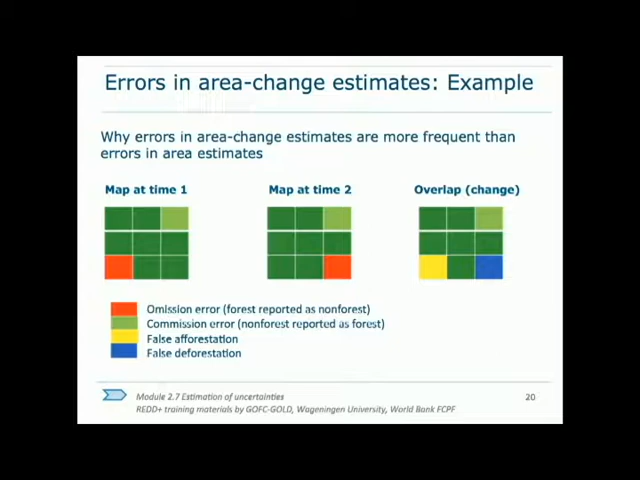 Errors in area-change estimates: Example
Why errors in area-change estimates are more frequent than
errors in area estimates
Map at time 1
Map at time 2
Overlap (change)
Omission error (forest reported as nonforest)
Commission error (nonforest reported as forest)
False afforestation
False deforestation
Module 2.7 Estimation of uncertainties
REDD+ training materials by GOFC-GOLD, Wageningen University, World Bank FCPF
20